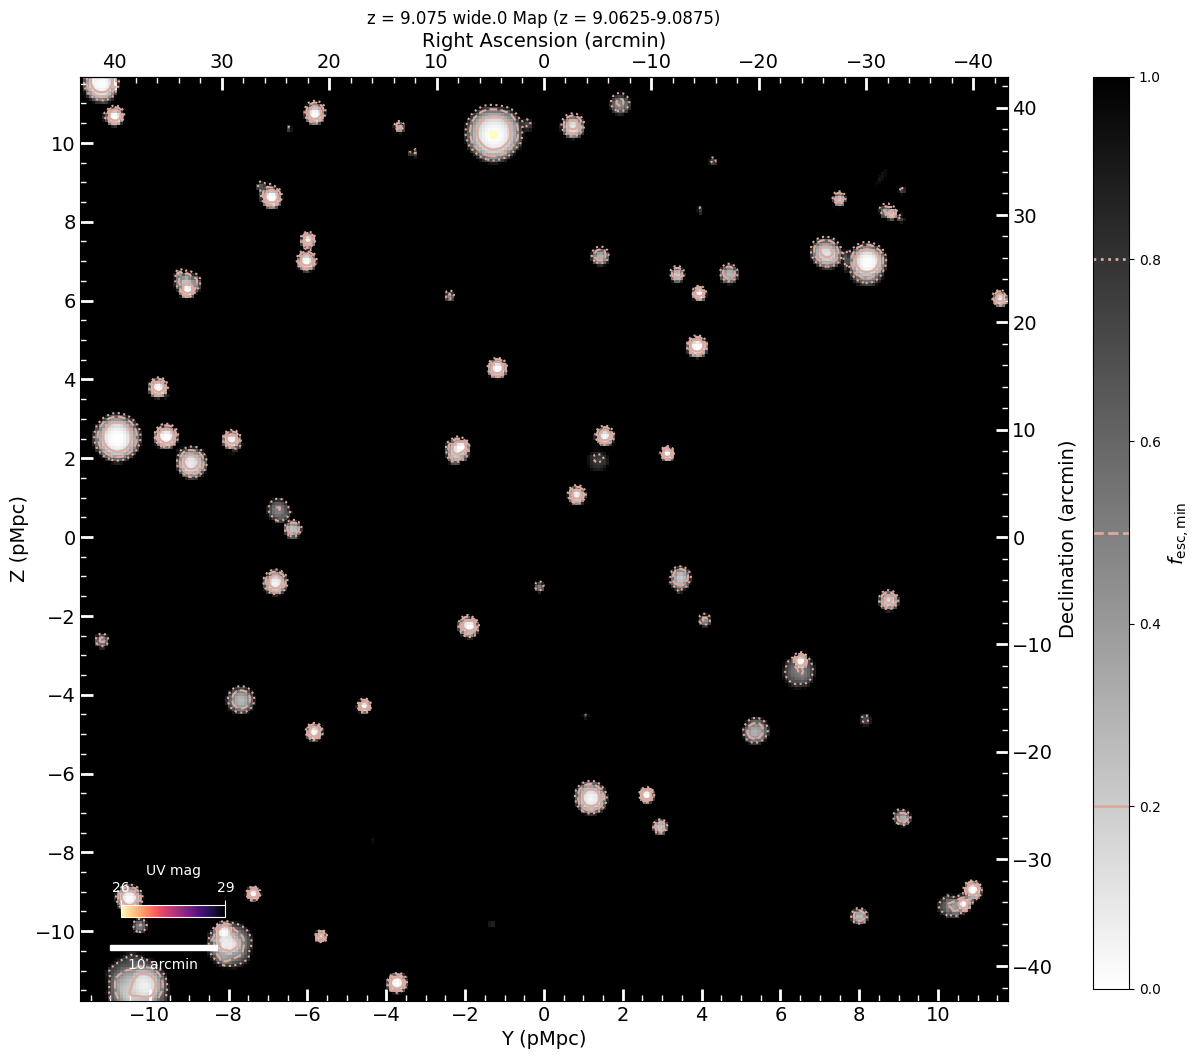 z = 9.075 wide.0 Map (z = 9.0625-9.0875)
Right Ascension (arcmin)
40 30 20 10 0 −10 −20 −30 −40
10
8
6
4
2
0
−2
−4
−6
−8
−10
Z (pMpc)
40
30
20
10
0
−10
−20
−30
−40
Declination (arcmin)
UV mag
26 29
10 arcmin
−10 −8 −6 −4 −2 0 2 4 6 8 10
Y (pMpc)
1.0
0.8
0.6
0.4
0.2
0.0
fesc,min